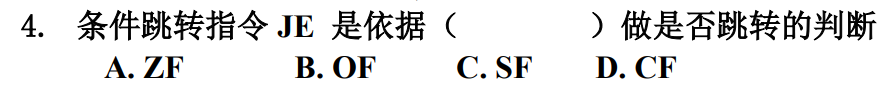 4. 条件跳转指令 JE 是依据（ ）做是否跳转的判断
A. ZF B. OF C. SF D. CF